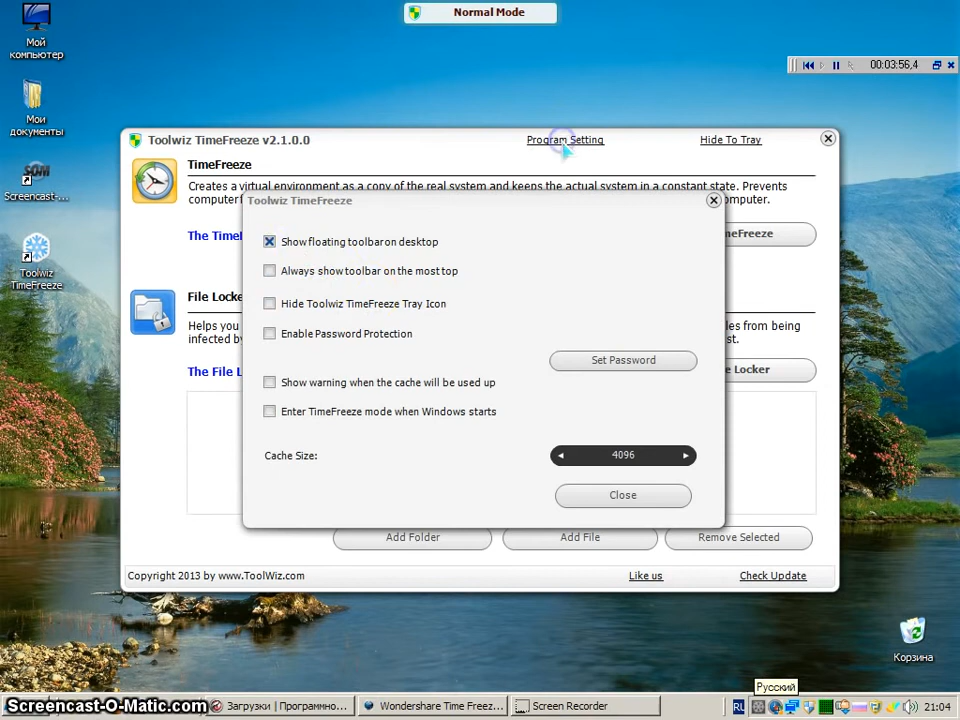 Normal Mode
Мой
компьютер
00:03:56,4
Мои
документы
Toolwiz TimeFreeze v2.1.0.0
Program Setting
Hide To Tray
TimeFreeze
Creates a virtual environment as a copy of the real system and keeps the actual system in a constant state. Prevents
Screencast-...
Toolwiz TimeFreeze
Show floating toolbar on desktop
Always show toolbar on the most top
Toolwiz
TimeFreeze
File Locke
Hide Toolwiz TimeFreeze Tray Icon
Helps you
les from being
infected by
Enable Password Protection
Set Password
The File L
e Locker
Show warning when the cache will be used up
Enter TimeFreeze mode when Windows starts
Cache Size:
4096
Close
Add Folder
Add File
Remove Selected
Copyright 2013 by www.ToolWiz.com
Like us
Check Update
Корзина
Русский
Screencast-O-Matic.com
Загрузки | Программно...
Wondershare Time Freez...
Screen Recorder
RL
21:04